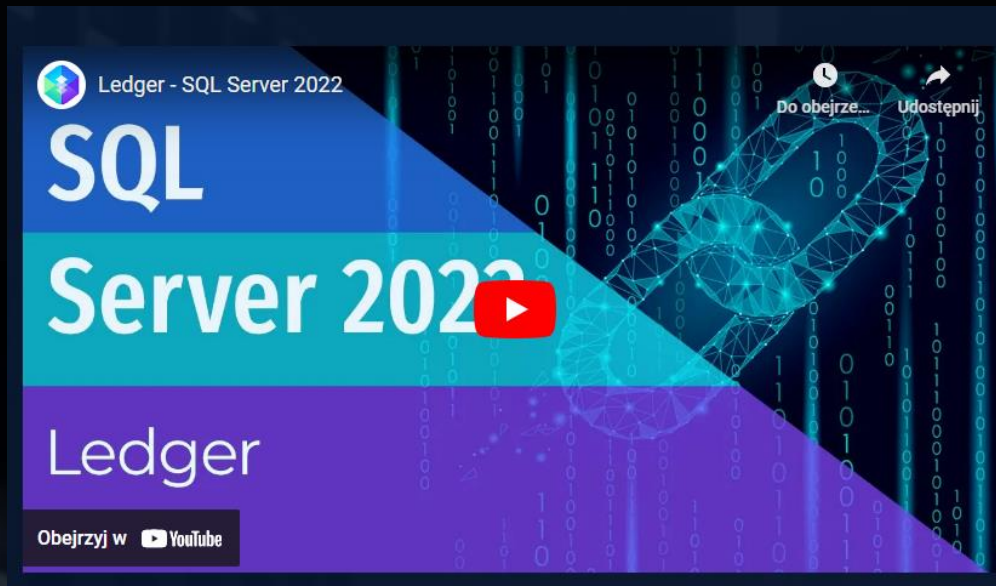 Ledger - SQL Server 2022
Do obejrze...
Udostępnij
SQL
Server 2022
Ledger
Obejrzyj w YouTube